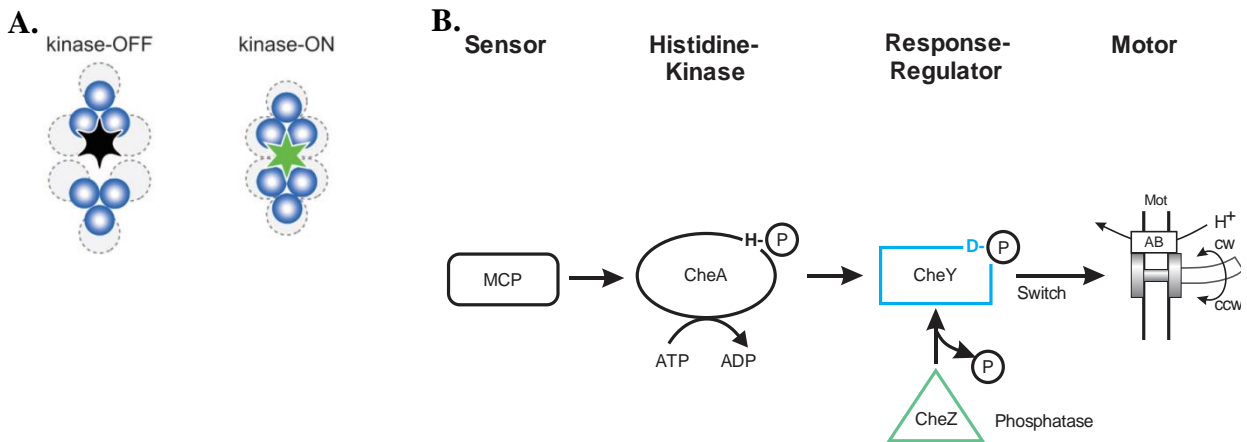 A.
kinase-OFF
kinase-ON
B.
Sensor
Histidine-
Kinase
Response-
Regulator
Motor
MCP
H-
P
CheA
ATP
ADP
D-
P
CheY
Switch
P
CheZ
Phosphatase
Mot
AB
H+
cw
ccw